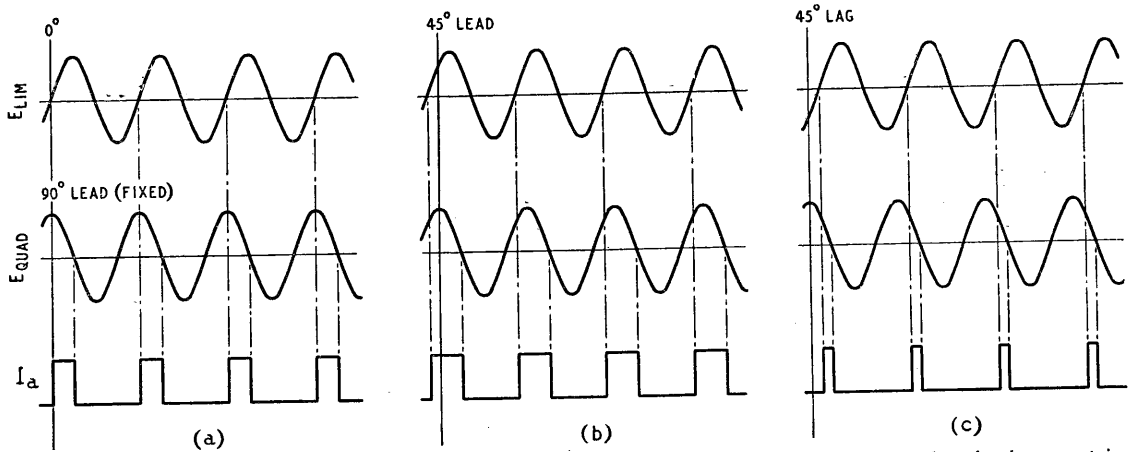 0°
45° LEAD
45° LAG
E_LIM
90° LEAD (FIXED)
E_QUAD
I_a
(a)
(b)
(c)